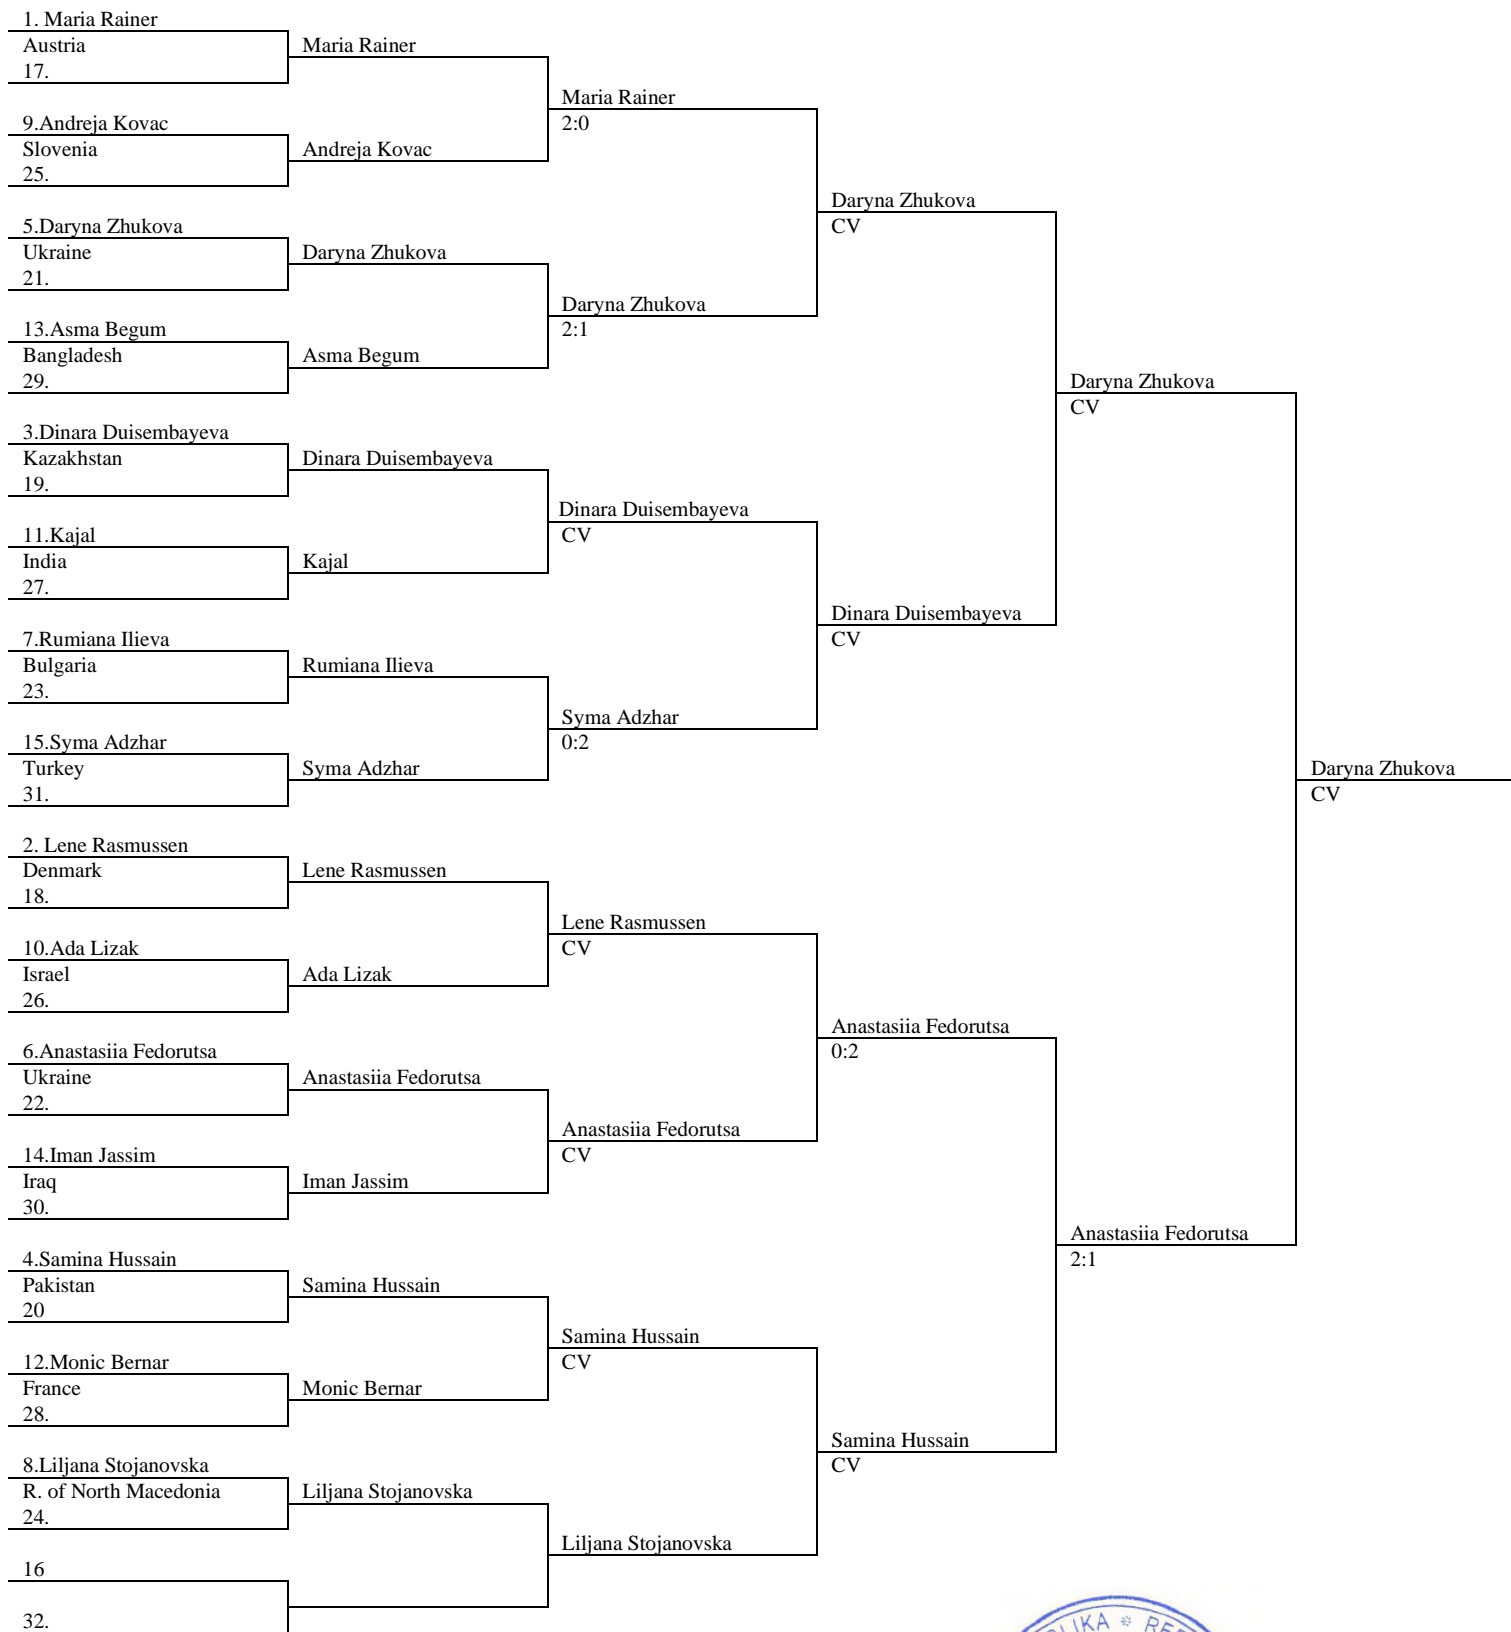 1. Maria Rainer
Austria
17.
9.Andreja Kovac
Slovenia
25.
5.Daryna Zhukova
Ukraine
21.
13.Asma Begum
Bangladesh
29.
3.Dinara Duisembayeva
Kazakhstan
19.
11.Kajal
India
27.
7.Rumiana Ilieva
Bulgaria
23.
15.Syma Adzhar
Turkey
31.
2. Lene Rasmussen
Denmark
18.
10.Ada Lizak
Israel
26.
6.Anastasiia Fedorutsa
Ukraine
22.
14.Iman Jassim
Iraq
30.
4.Samina Hussain
Pakistan
20
12.Monic Bernar
France
28.
8.Liljana Stojanovska
R. of North Macedonia
24.
16
32.
Maria Rainer
Andreja Kovac
Daryna Zhukova
Asma Begum
Dinara Duisembayeva
Kajal
Rumiana Ilieva
Syma Adzhar
Lene Rasmussen
Ada Lizak
Anastasiia Fedorutsa
Iman Jassim
Samina Hussain
Monic Bernar
Liljana Stojanovska
Maria Rainer
2:0
Daryna Zhukova
2:1
Dinara Duisembayeva
CV
Syma Adzhar
0:2
Lene Rasmussen
CV
Anastasiia Fedorutsa
CV
Samina Hussain
CV
Liljana Stojanovska
Daryna Zhukova
CV
Dinara Duisembayeva
CV
Anastasiia Fedorutsa
0:2
Samina Hussain
CV
Daryna Zhukova
CV
Anastasiia Fedorutsa
2:1
Daryna Zhukova
CV